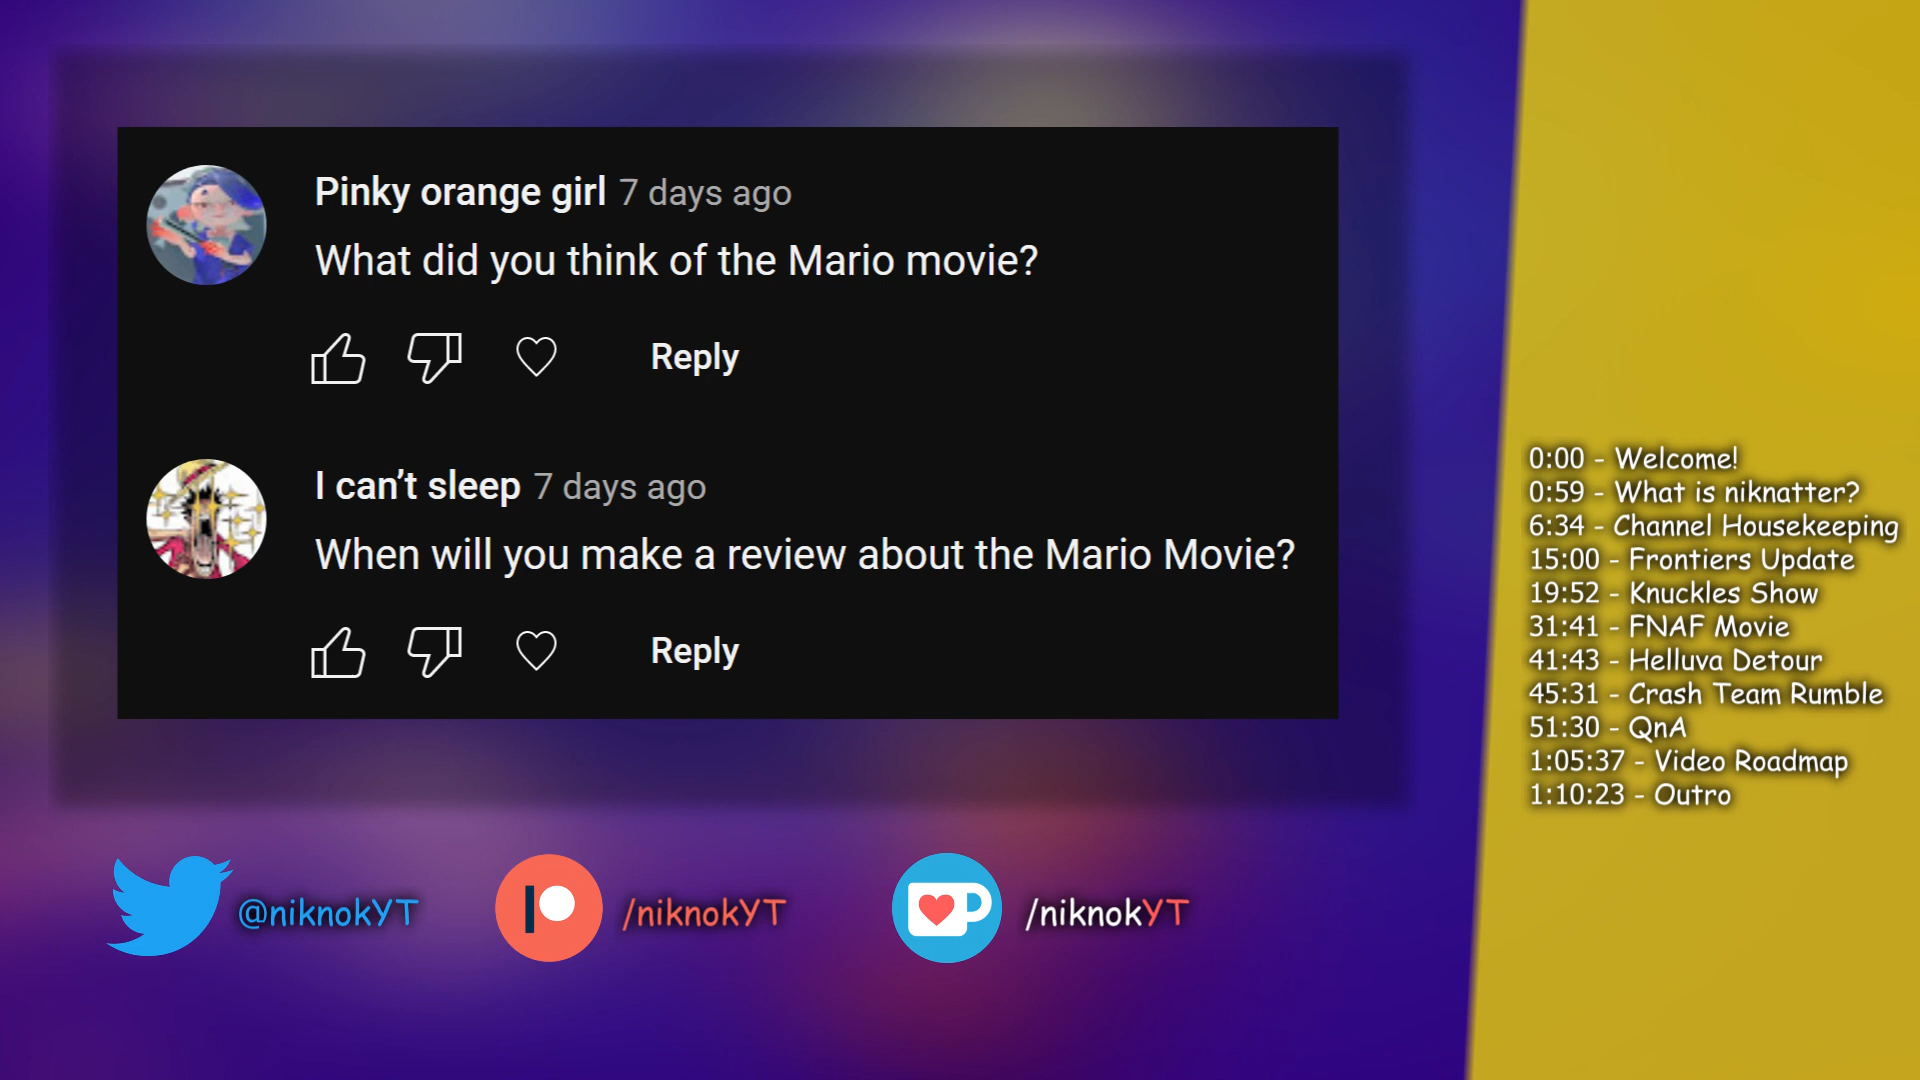 Pinky orange girl 7 days ago
What did you think of the Mario movie?
Reply
I can’t sleep 7 days ago
When will you make a review about the Mario Movie?
Reply
0:00 - Welcome!
0:59 - What is niknatter?
6:34 - Channel Housekeeping
15:00 - Frontiers Update
19:52 - Knuckles Show
31:41 - FNAF Movie
41:43 - Helluva Detour
45:31 - Crash Team Rumble
51:30 - QnA
1:05:37 - Video Roadmap
1:10:23 - Outro
@niknokYT
/niknokYT
/niknokYT